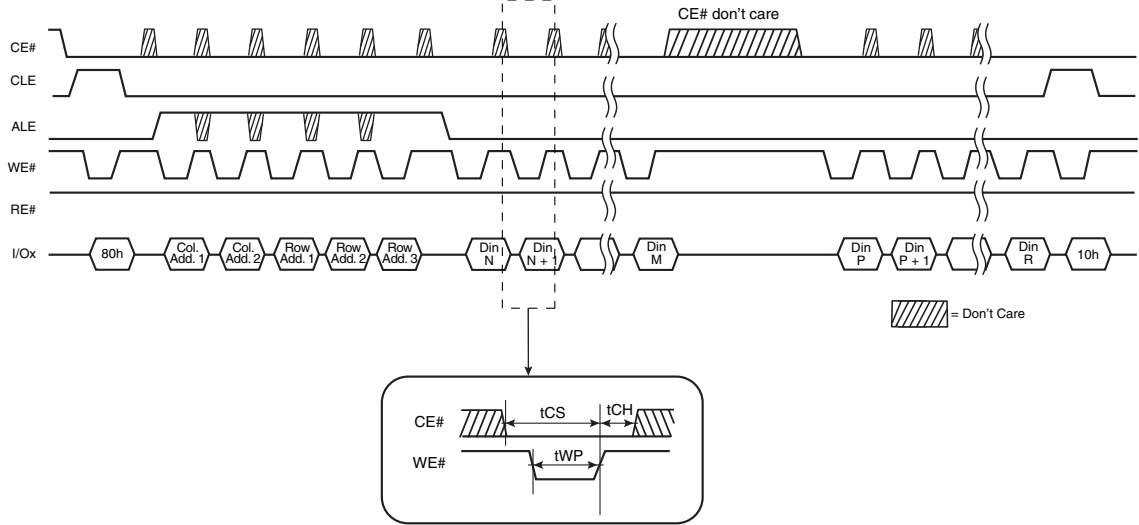 CE# don't care
CE#
CLE
ALE
WE#
RE#
I/Ox
80h
Col.
Add. 1
Col.
Add. 2
Row
Add. 1
Row
Add. 2
Row
Add. 3
Din
N
Din
N + 1
Din
M
Din
P
Din
P + 1
Din
R
10h
= Don't Care
CE#
tCS
tCH
WE#
tWP